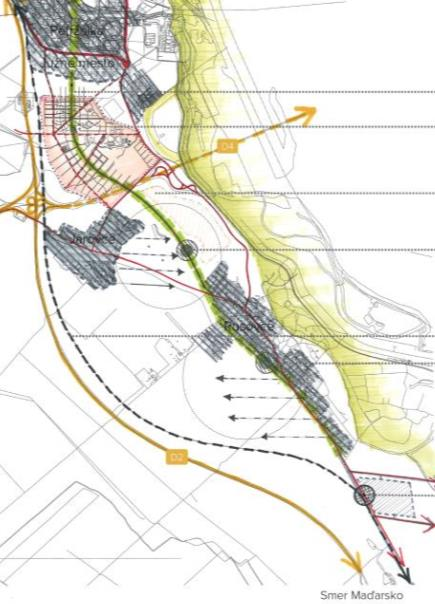 Petržalka
Južné mesto
D4
Jarovce
Rusovce
D2
Smer Maďarsko